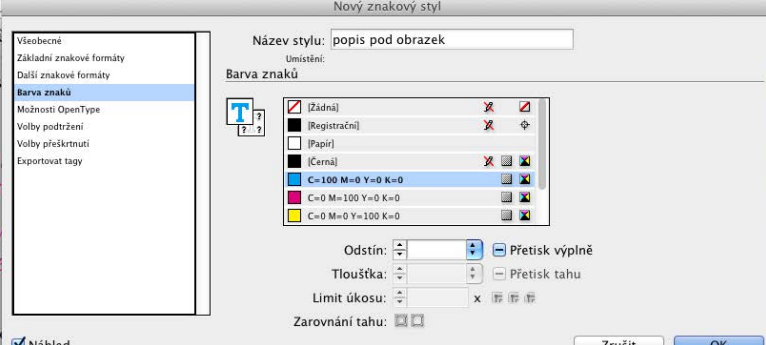 Nový znakový styl
Všeobecné
Základní znakové formáty
Další znakové formáty
Barva znaků
Možnosti OpenType
Volby podtržení
Volby přeškrtnutí
Exportovat tagy
Název stylu: popis pod obrazek
Umístění:
Barva znaků
[Žádná]
[Registrační]
[Papír]
[Černá]
C=100 M=0 Y=0 K=0
C=0 M=100 Y=0 K=0
C=0 M=0 Y=100 K=0
Odstín:
Přetisk výplně
Tloušťka:
Přetisk tahu
Limit úkosu: x
Zarovnání tahu:
Náhled
Zrušit
OK